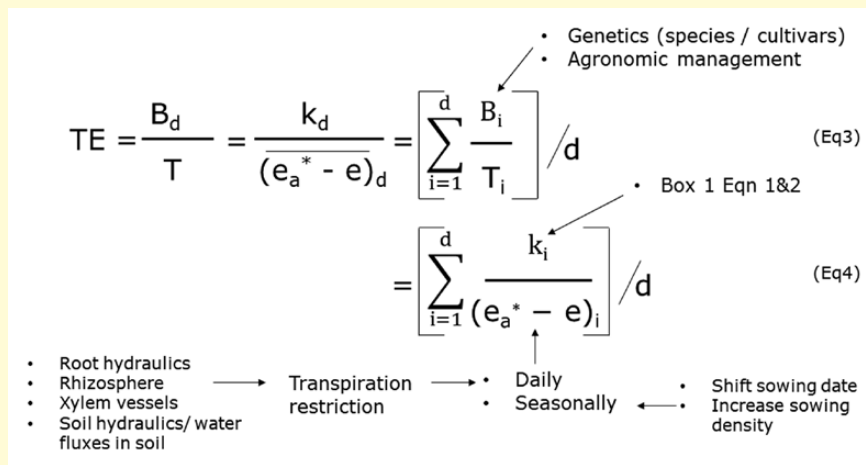 • Genetics (species / cultivars)
• Agronomic management
TE = B_d / T = k_d / (e_a* - e)_d = [ d ∑ i=1 B_i / T_i ] / d (Eq3)
• Box 1 Eqn 1&2
= [ d ∑ i=1 k_i / (e_a* − e)_i ] / d (Eq4)
• Root hydraulics
• Rhizosphere
• Xylem vessels
• Soil hydraulics/ water
fluxes in soil
Transpiration
restriction
• Daily
• Seasonally
• Shift sowing date
• Increase sowing
density